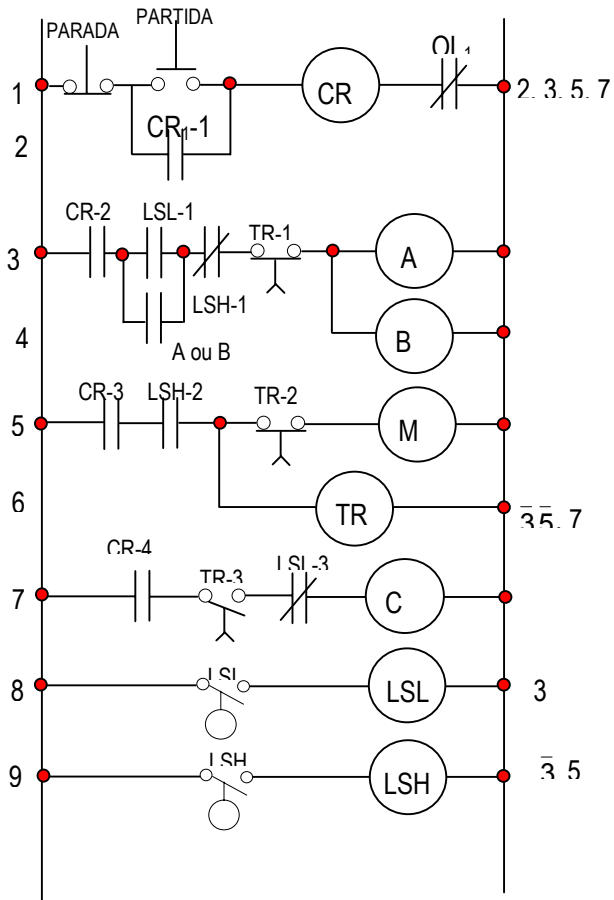 PARTIDA
PARADA
OL1
1
CR
2, 3, 5, 7
CR1-1
2
CR-2
LSL-1
TR-1
3
A
LSH-1
4
B
A ou B
CR-3
LSH-2
TR-2
5
M
6
TR
3 5, 7
CR-4
TR-3
LSL-3
7
C
LSL
8
LSL
3
LSH
9
LSH
3 5